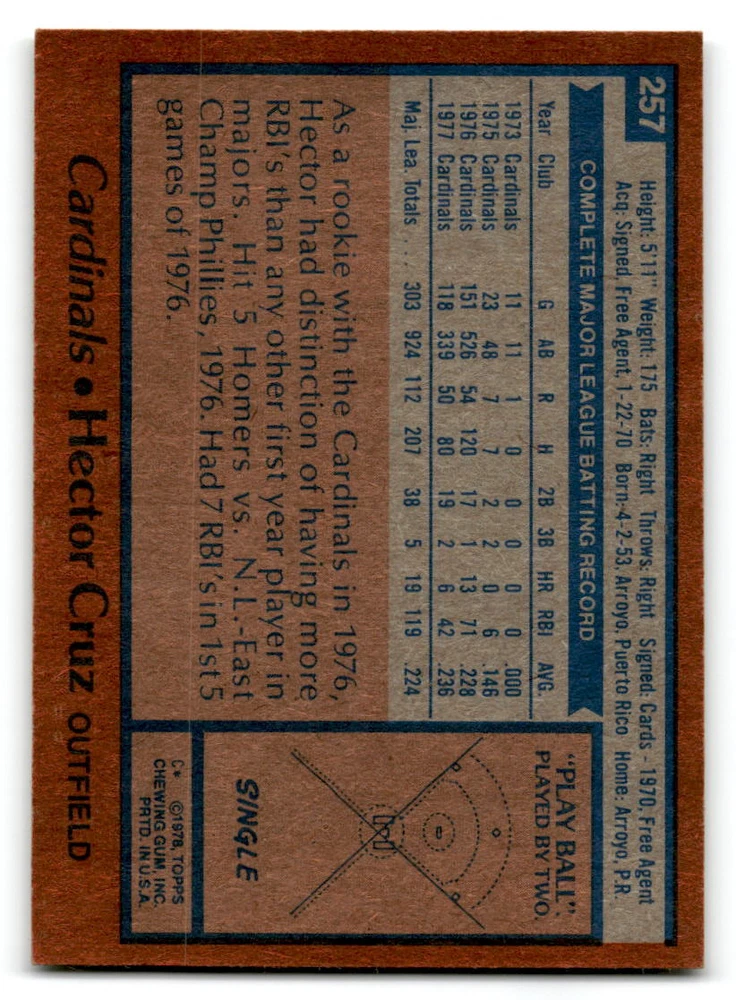 257
Height: 5'11" Weight: 175 Bats: Right Throws: Right Signed: Cards - 1970, Free Agent
Acq: Signed, Free Agent, 1-22-70 Born: 4-2-53, Arroyo, Puerto Rico Home: Arroyo, P.R.
COMPLETE MAJOR LEAGUE BATTING RECORD
Year Club G AB R H 2B 3B HR RBI AVG.
1973 Cardinals 11 11 1 0 0 0 0 0 .000
1975 Cardinals 23 48 7 7 2 2 0 6 .146
1976 Cardinals 151 526 54 120 17 1 13 71 .228
1977 Cardinals 118 339 50 80 19 2 6 42 .236
Maj. Lea. Totals . . . 303 924 112 207 38 5 19 119 .224
As a rookie with the Cardinals in 1976,
Hector had distinction of having more
RBI's than any other first year player in
majors. Hit 5 Homers vs. N.L.-East
Champ Phillies, 1976. Had 7 RBI's in 1st 5
games of 1976.
"PLAY BALL"
PLAYED BY TWO.
SINGLE
C* ©1978, TOPPS
CHEWING GUM, INC.
PRTD. IN U.S.A.
Cardinals • Hector Cruz OUTFIELD